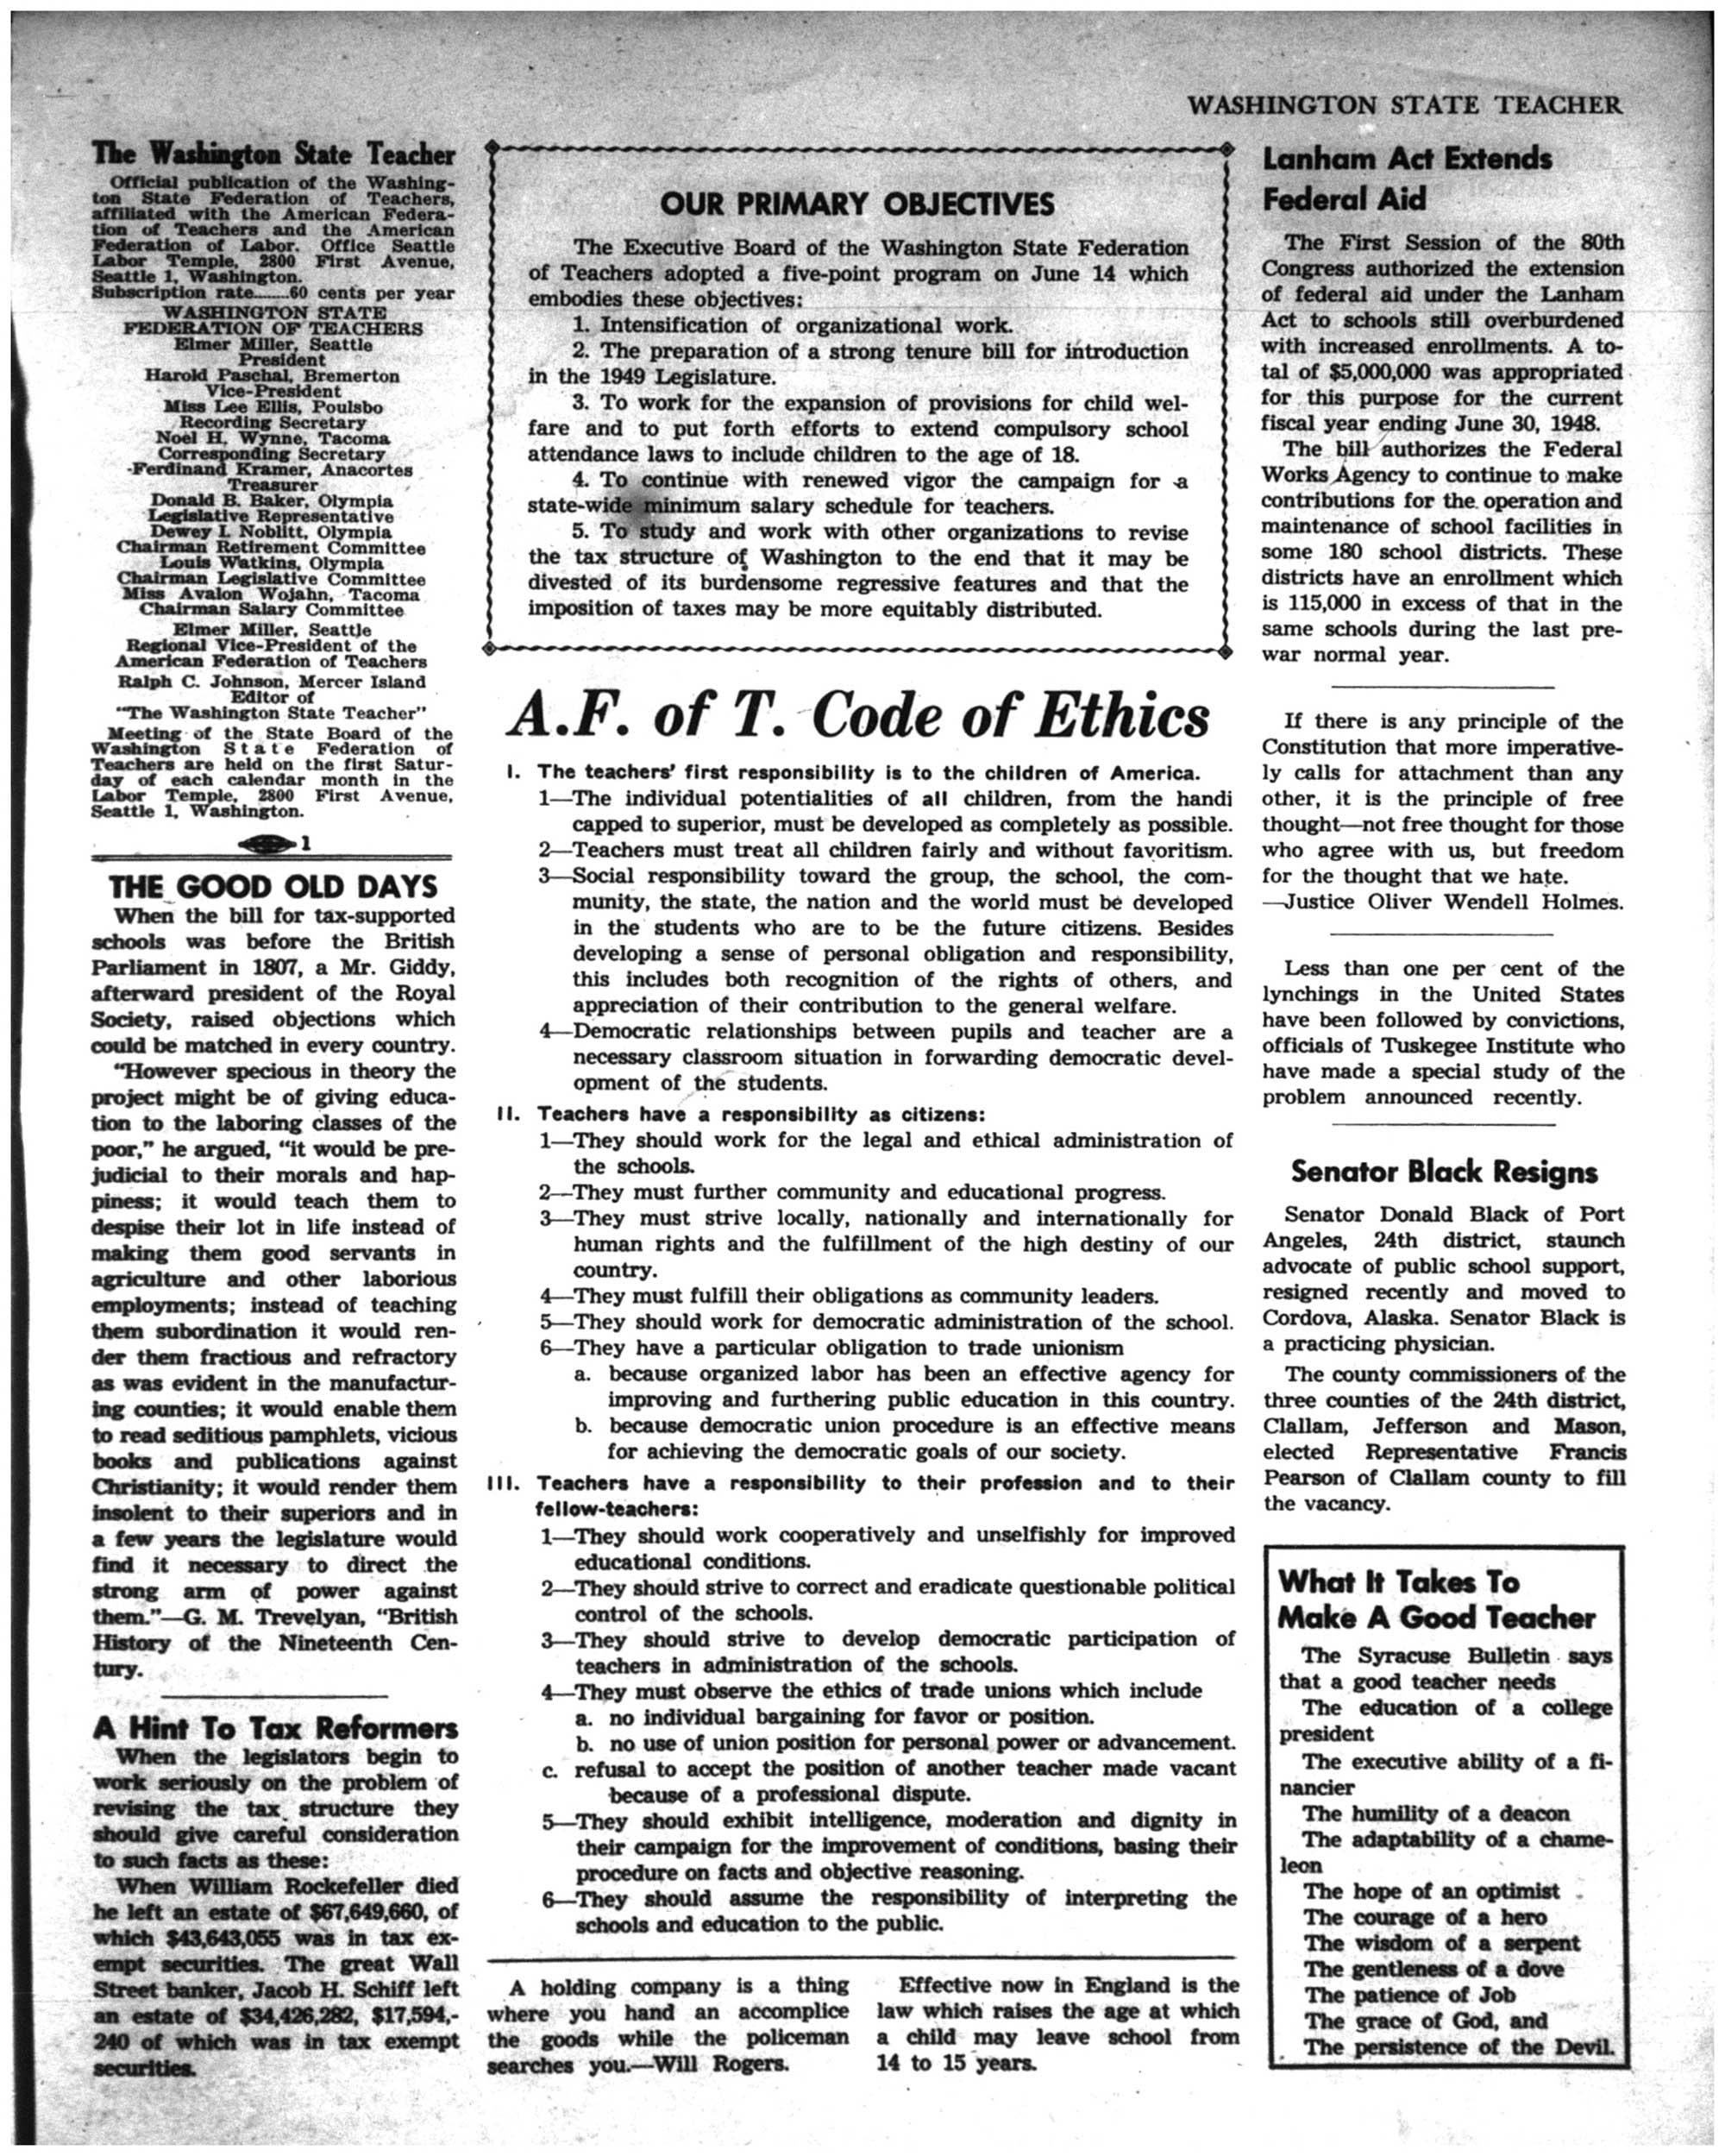 WASHINGTON STATE TEACHER
The Washington State Teacher
Official publication of the Washing-
ton State Federation of Teachers,
affiliated with the American Federa-
tion of Teachers and the American
Federation of Labor. Office Seattle
Labor Temple, 2800 First Avenue,
Seattle 1, Washington.
Subscription rate.......60 cents per year
WASHINGTON STATE
FEDERATION OF TEACHERS
Elmer Miller, Seattle
President
Harold Paschal, Bremerton
Vice-President
Miss Lee Ellis, Poulsbo
Recording Secretary
Noel H. Wynne, Tacoma
Corresponding Secretary
Ferdinand Kramer, Anacortes
Treasurer
Donald B. Baker, Olympia
Legislative Representative
Dewey I. Noblitt, Olympia
Chairman Retirement Committee
Louis Watkins, Olympia
Chairman Legislative Committee
Miss Avalon Wojahn, Tacoma
Chairman Salary Committee
Elmer Miller, Seattle
Regional Vice-President of the
American Federation of Teachers
Ralph C. Johnson, Mercer Island
Editor of
"The Washington State Teacher"
Meeting of the State Board of the
Washington State Federation of
Teachers are held on the first Satur-
day of each calendar month in the
Labor Temple, 2800 First Avenue,
Seattle 1, Washington.
1
THE GOOD OLD DAYS
When the bill for tax-supported
schools was before the British
Parliament in 1807, a Mr. Giddy,
afterward president of the Royal
Society, raised objections which
could be matched in every country.
"However specious in theory the
project might be of giving educa-
tion to the laboring classes of the
poor," he argued, "it would be pre-
judicial to their morals and hap-
piness; it would teach them to
despise their lot in life instead of
making them good servants in
agriculture and other laborious
employments; instead of teaching
them subordination it would ren-
der them fractious and refractory
as was evident in the manufactur-
ing counties; it would enable them
to read seditious pamphlets, vicious
books and publications against
Christianity; it would render them
insolent to their superiors and in
a few years the legislature would
find it necessary to direct the
strong arm of power against
them."—G. M. Trevelyan, "British
History of the Nineteenth Cen-
tury.
A Hint To Tax Reformers
When the legislators begin to
work seriously on the problem of
revising the tax structure they
should give careful consideration
to such facts as these:
When William Rockefeller died
he left an estate of $67,649,660, of
which $43,643,055 was in tax ex-
empt securities. The great Wall
Street banker, Jacob H. Schiff left
an estate of $34,426,282, $17,594,-
240 of which was in tax exempt
securities.
OUR PRIMARY OBJECTIVES
The Executive Board of the Washington State Federation
of Teachers adopted a five-point program on June 14 which
embodies these objectives:
1. Intensification of organizational work.
2. The preparation of a strong tenure bill for introduction
in the 1949 Legislature.
3. To work for the expansion of provisions for child wel-
fare and to put forth efforts to extend compulsory school
attendance laws to include children to the age of 18.
4. To continue with renewed vigor the campaign for a
state-wide minimum salary schedule for teachers.
5. To study and work with other organizations to revise
the tax structure of Washington to the end that it may be
divested of its burdensome regressive features and that the
imposition of taxes may be more equitably distributed.
A.F. of T. Code of Ethics
I. The teachers' first responsibility is to the children of America.
1—The individual potentialities of all children, from the handi
capped to superior, must be developed as completely as possible.
2—Teachers must treat all children fairly and without favoritism.
3—Social responsibility toward the group, the school, the com-
munity, the state, the nation and the world must be developed
in the students who are to be the future citizens. Besides
developing a sense of personal obligation and responsibility,
this includes both recognition of the rights of others, and
appreciation of their contribution to the general welfare.
4—Democratic relationships between pupils and teacher are a
necessary classroom situation in forwarding democratic devel-
opment of the students.
II. Teachers have a responsibility as citizens:
1—They should work for the legal and ethical administration of
the schools.
2—They must further community and educational progress.
3—They must strive locally, nationally and internationally for
human rights and the fulfillment of the high destiny of our
country.
4—They must fulfill their obligations as community leaders.
5—They should work for democratic administration of the school.
6—They have a particular obligation to trade unionism
a. because organized labor has been an effective agency for
improving and furthering public education in this country.
b. because democratic union procedure is an effective means
for achieving the democratic goals of our society.
III. Teachers have a responsibility to their profession and to their
fellow-teachers:
1—They should work cooperatively and unselfishly for improved
educational conditions.
2—They should strive to correct and eradicate questionable political
control of the schools.
3—They should strive to develop democratic participation of
teachers in administration of the schools.
4—They must observe the ethics of trade unions which include
a. no individual bargaining for favor or position.
b. no use of union position for personal power or advancement.
c. refusal to accept the position of another teacher made vacant
because of a professional dispute.
5—They should exhibit intelligence, moderation and dignity in
their campaign for the improvement of conditions, basing their
procedure on facts and objective reasoning.
6—They should assume the responsibility of interpreting the
schools and education to the public.
A holding company is a thing
where you hand an accomplice
the goods while the policeman
searches you.—Will Rogers.
Effective now in England is the
law which raises the age at which
a child may leave school from
14 to 15 years.
Lanham Act Extends
Federal Aid
The First Session of the 80th
Congress authorized the extension
of federal aid under the Lanham
Act to schools still overburdened
with increased enrollments. A to-
tal of $5,000,000 was appropriated
for this purpose for the current
fiscal year ending June 30, 1948.
The bill authorizes the Federal
Works Agency to continue to make
contributions for the operation and
maintenance of school facilities in
some 180 school districts. These
districts have an enrollment which
is 115,000 in excess of that in the
same schools during the last pre-
war normal year.
If there is any principle of the
Constitution that more imperative-
ly calls for attachment than any
other, it is the principle of free
thought—not free thought for those
who agree with us, but freedom
for the thought that we hate.
—Justice Oliver Wendell Holmes.
Less than one per cent of the
lynchings in the United States
have been followed by convictions,
officials of Tuskegee Institute who
have made a special study of the
problem announced recently.
Senator Black Resigns
Senator Donald Black of Port
Angeles, 24th district, staunch
advocate of public school support,
resigned recently and moved to
Cordova, Alaska. Senator Black is
a practicing physician.
The county commissioners of the
three counties of the 24th district,
Clallam, Jefferson and Mason,
elected Representative Francis
Pearson of Clallam county to fill
the vacancy.
What It Takes To
Make A Good Teacher
The Syracuse Bulletin says
that a good teacher needs
The education of a college
president
The executive ability of a fi-
nancier
The humility of a deacon
The adaptability of a chame-
leon
The hope of an optimist
The courage of a hero
The wisdom of a serpent
The gentleness of a dove
The patience of Job
The grace of God, and
The persistence of the Devil.